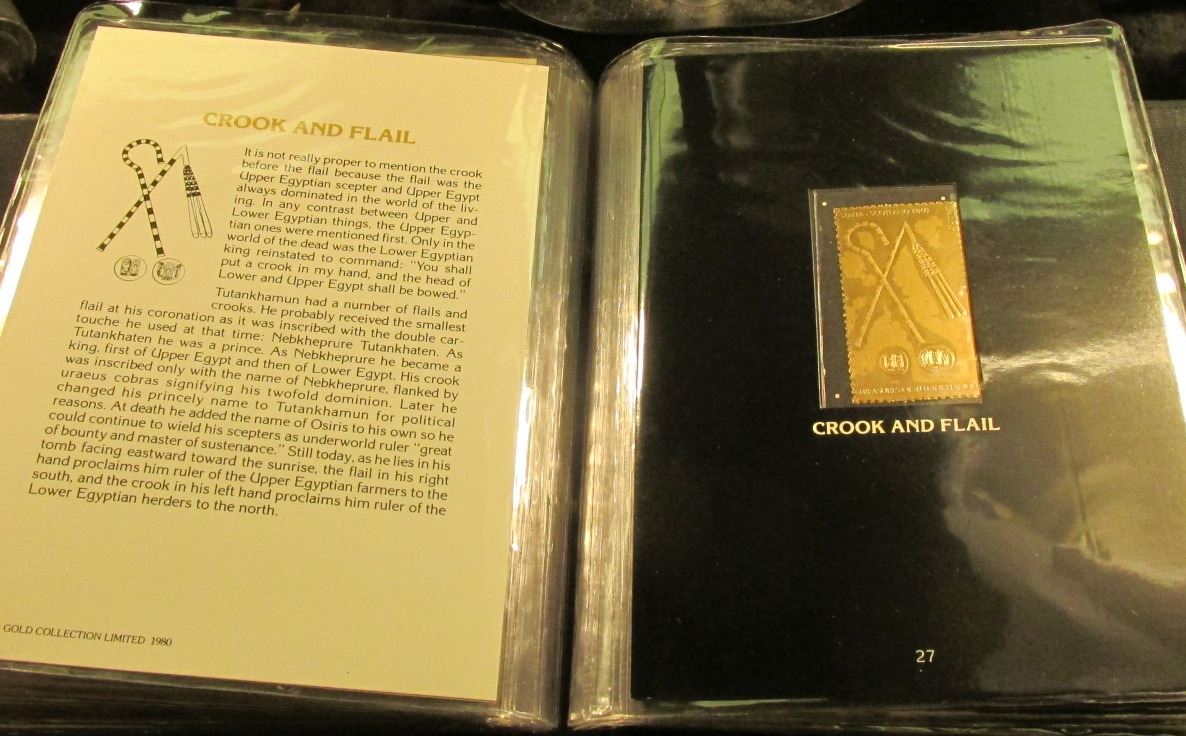 CROOK AND FLAIL
It is not really proper to mention the crook
before the flail because the flail was the
Upper Egyptian scepter and Upper Egypt
always dominated in the world of the liv-
ing. In any contrast between Upper and
Lower Egyptian things, the Upper Egyp-
tian ones were mentioned first. Only in the
world of the dead was the Lower Egyptian
king reinstated to command: "You shall
put a crook in my hand, and the head of
Lower and Upper Egypt shall be bowed."
Tutankhamun had a number of flails and
crooks. He probably received the smallest
flail at his coronation as it was inscribed with the double car-
touche he used at that time: Nebkheprure Tutankhaten. As
Tutankhaten he was a prince. As Nebkheprure he became a
king, first of Upper Egypt and then of Lower Egypt. His crook
was inscribed only with the name of Nebkheprure, flanked by
uraeus cobras signifying his twofold dominion. Later he
changed his princely name to Tutankhamun for political
reasons. At death he added the name of Osiris to his own so he
could continue to wield his scepters as underworld ruler "great
of bounty and master of sustenance." Still today, as he lies in his
tomb facing eastward toward the sunrise, the flail in his right
hand proclaims him ruler of the Upper Egyptian farmers to the
south, and the crook in his left hand proclaims him ruler of the
Lower Egyptian herders to the north.
GOLD COLLECTION LIMITED 1980
STAFFA - SCOTLAND
TREASURES OF TUTANKHAMUN
CROOK AND FLAIL
27